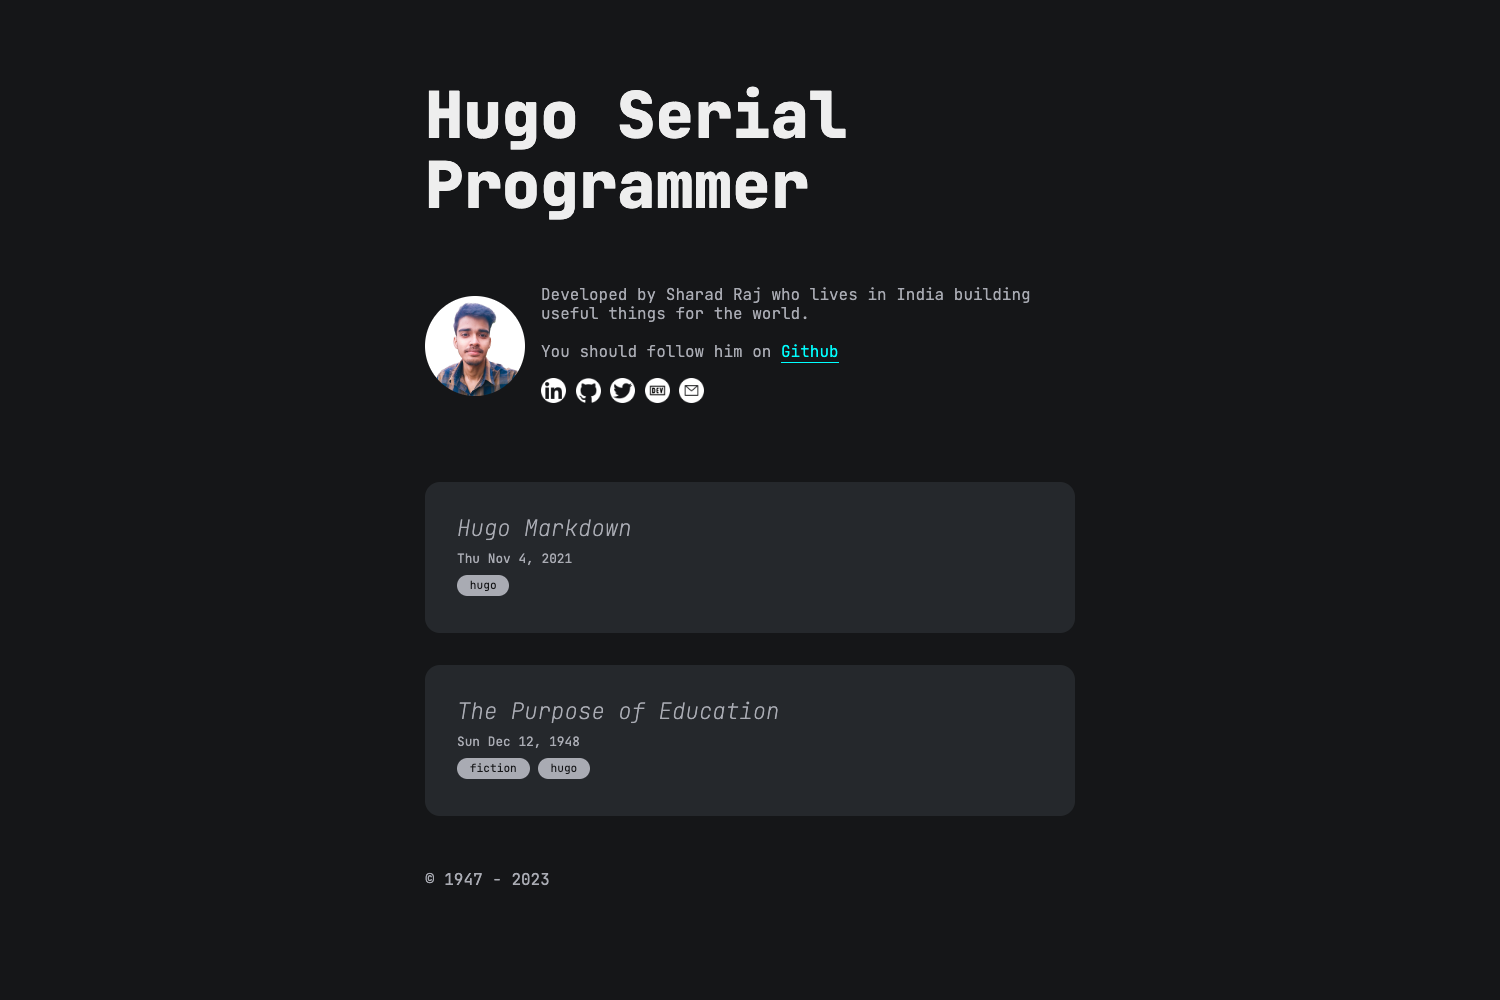 Hugo Serial
Programmer
Developed by Sharad Raj who lives in India building
useful things for the world.
You should follow him on Github
in DEV
Hugo Markdown
Thu Nov 4, 2021
hugo
The Purpose of Education
Sun Dec 12, 1948
fiction hugo
© 1947 - 2023